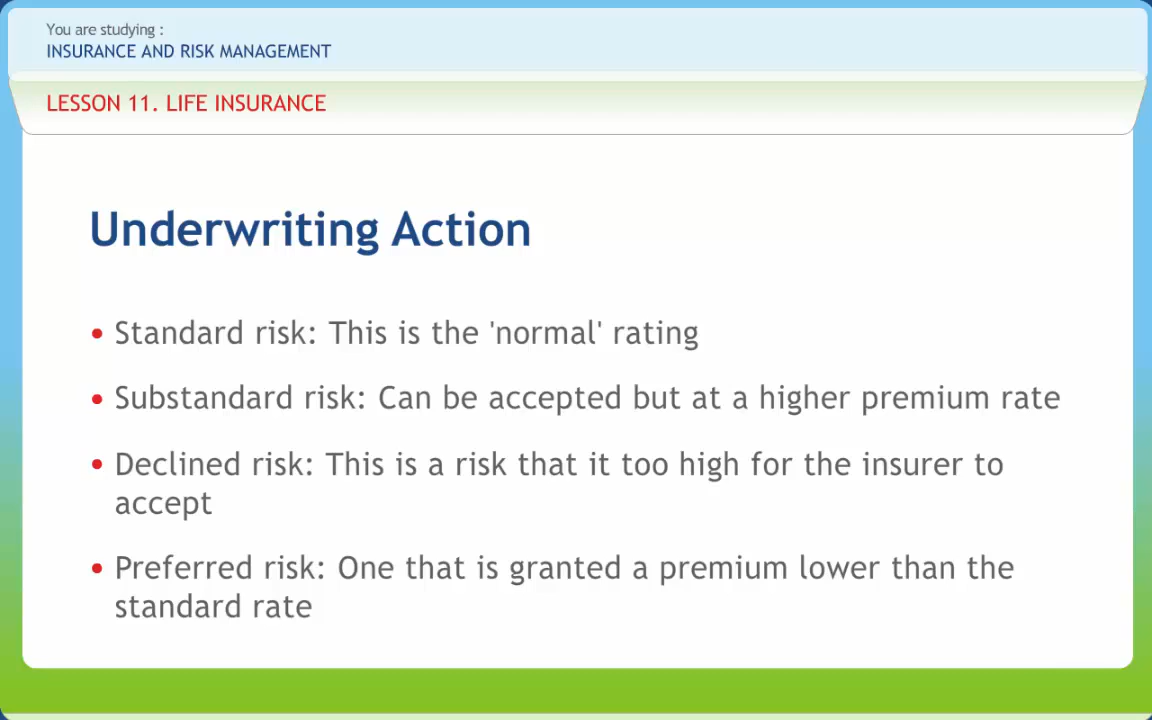 You are studying :
INSURANCE AND RISK MANAGEMENT
LESSON 11. LIFE INSURANCE
Underwriting Action
• Standard risk: This is the 'normal' rating
• Substandard risk: Can be accepted but at a higher premium rate
• Declined risk: This is a risk that it too high for the insurer to
accept
• Preferred risk: One that is granted a premium lower than the
standard rate